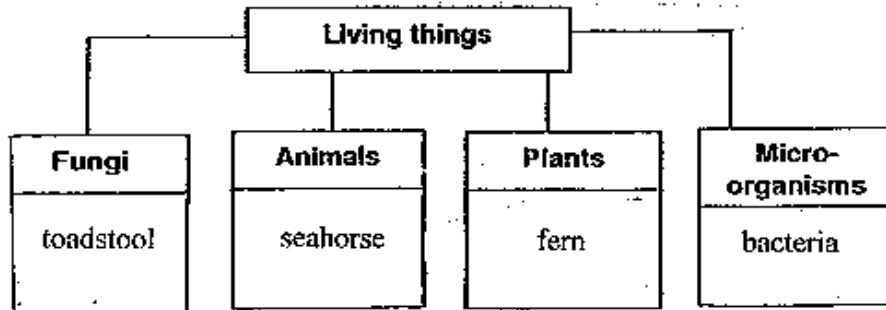 Living things
Fungi
toadstool
Animals
seahorse
Plants
fern
Micro-
organisms
bacteria